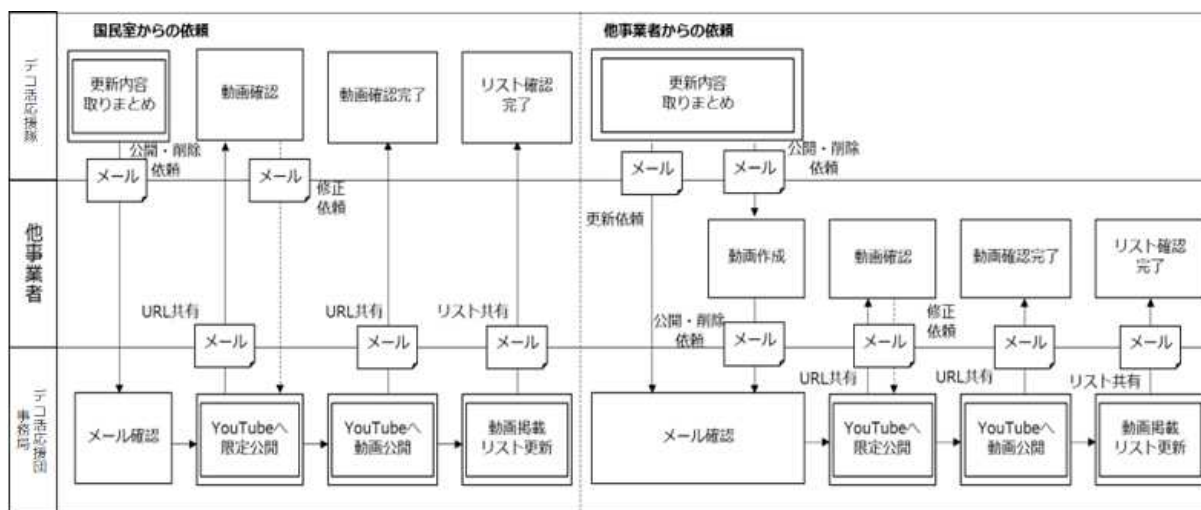 国民室からの依頼
他事業者からの依頼
デコ活応援隊
更新内容
取りまとめ
動画確認
動画確認完了
リスト確認
完了
更新内容
取りまとめ
公開・削除
依頼
メール
メール
修正
依頼
メール
メール
公開・削除
依頼
他事業者
更新依頼
動画作成
動画確認
動画確認完了
リスト確認
完了
URL共有
メール
URL共有
メール
リスト共有
メール
公開・削除
依頼
メール
メール
修正
依頼
メール
メール
URL共有
URL共有
リスト共有
デコ活応援団
事務局
メール確認
YouTubeへ
限定公開
YouTubeへ
動画公開
動画掲載
リスト更新
メール確認
YouTubeへ
限定公開
YouTubeへ
動画公開
動画掲載
リスト更新